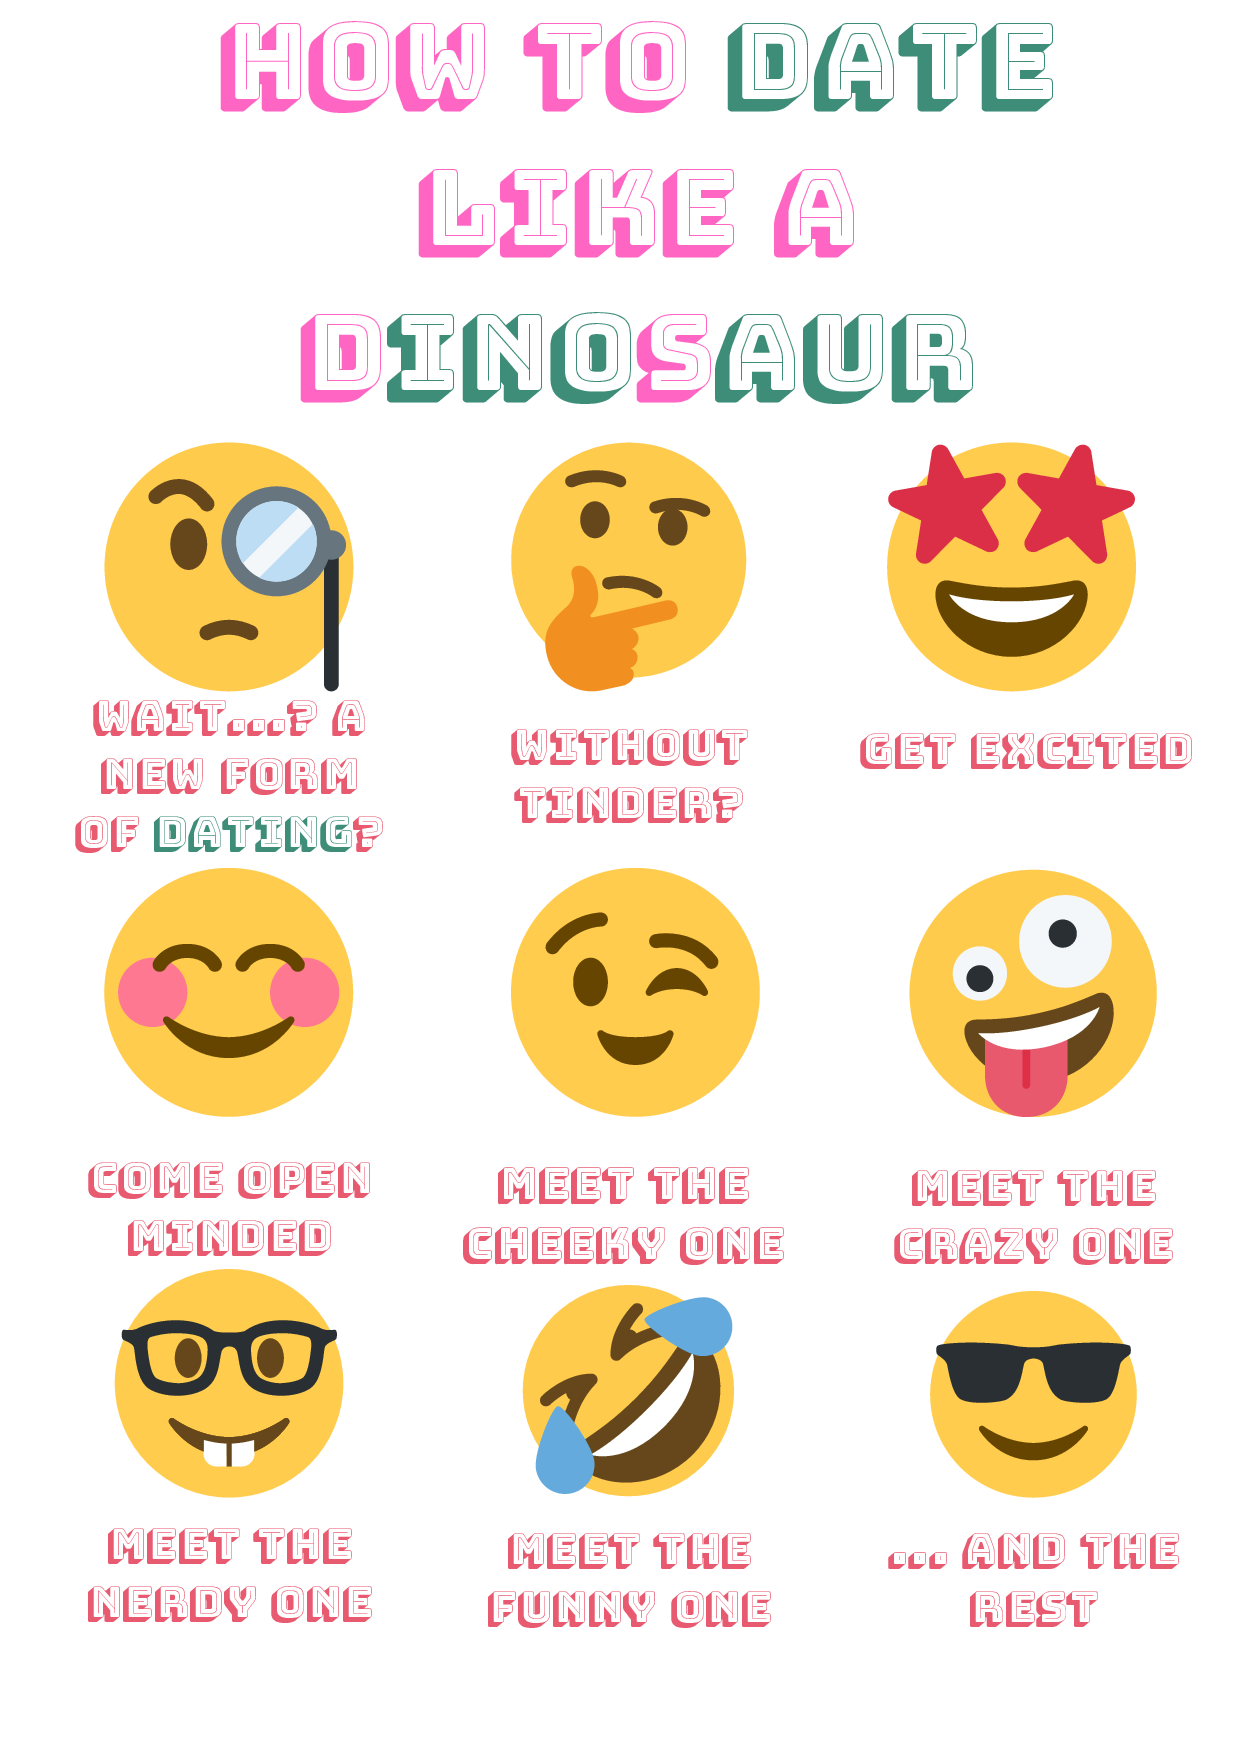 HOW TO DATE
LIKE A
DINOSAUR
WAIT...? A
NEW FORM
OF DATING?
WITHOUT
TINDER?
GET EXCITED
COME OPEN
MINDED
MEET THE
CHEEKY ONE
MEET THE
CRAZY ONE
MEET THE
NERDY ONE
MEET THE
FUNNY ONE
... AND THE
REST